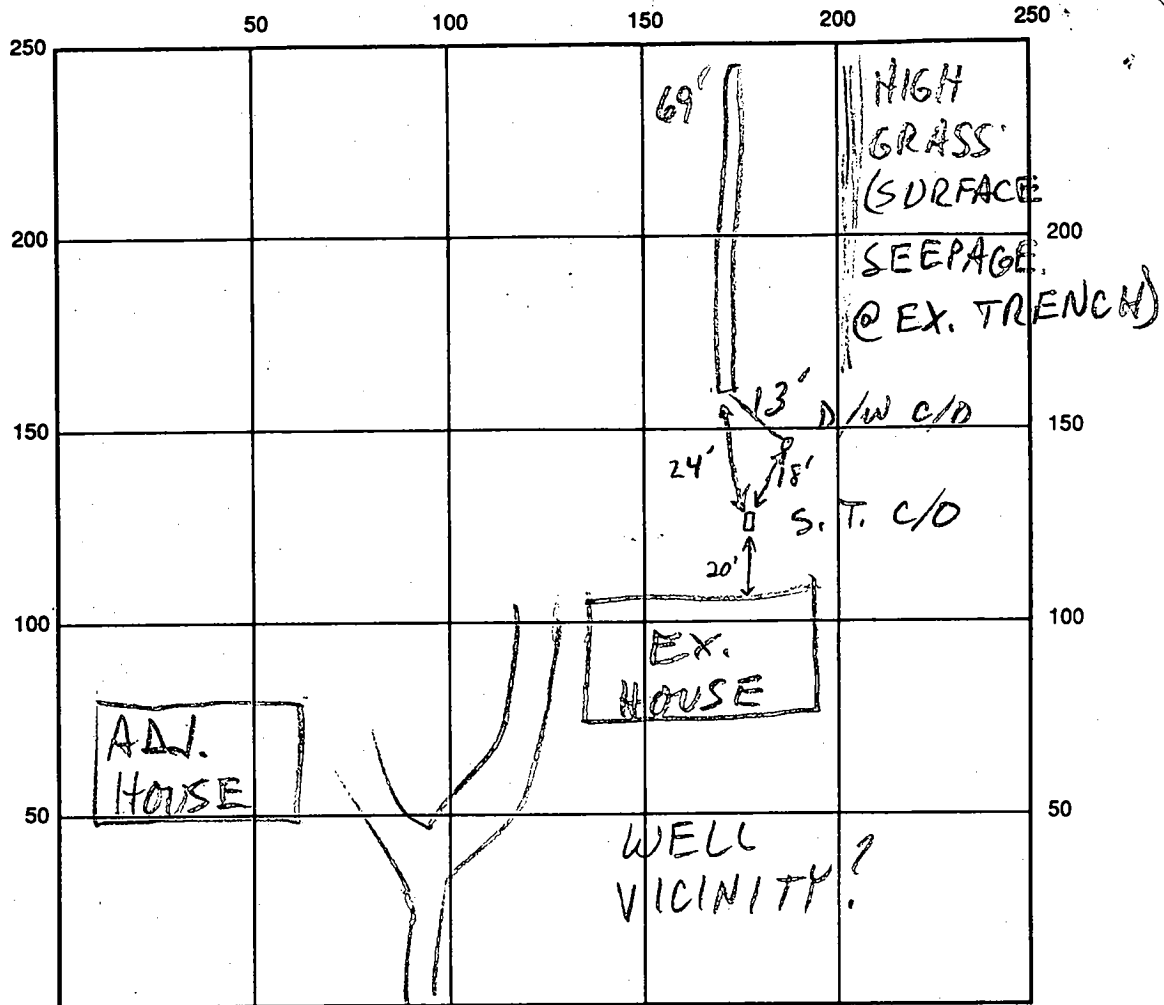 50 100 150 200 250
250
69'
HIGH
GRASS
(SURFACE
200 200
SEEPAGE
@ EX. TRENCH)
13'
D/W C/O
150 150
24' 18'
S.T. C/O
20'
100 100
EX.
HOUSE
ADJ.
HOUSE
50 50
WELL
VICINITY?